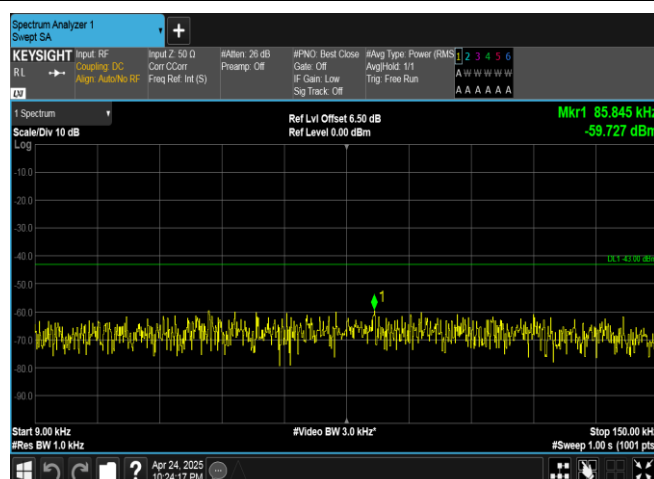 Spectrum Analyzer 1
Swept SA
+
KEYSIGHT Input: RF Input Z: 50 Ω #Atten: 26 dB #PNO: Best Close #Avg Type: Power (RMS 1 2 3 4 5 6
RL Coupling: DC Corr CCorr Preamp: Off Gate: Off Avg|Hold: 1/1 A W W W W W
Align: Auto/No RF Freq Ref: Int (S) IF Gain: Low Trig: Free Run
LXI Sig Track: Off A A A A A A
1 Spectrum Ref Lvl Offset 6.50 dB Mkr1 85.845 kHz
Scale/Div 10 dB Ref Level 0.00 dBm -59.727 dBm
Log
-10.0
-20.0
-30.0
-40.0
DL1 -43.00 dBm
-50.0
1
-60.0
-70.0
-80.0
-90.0
Start 9.00 kHz #Video BW 3.0 kHz* Stop 150.00 kHz
#Res BW 1.0 kHz #Sweep 1.00 s (1001 pts
? Apr 24, 2025
10:24:17 PM